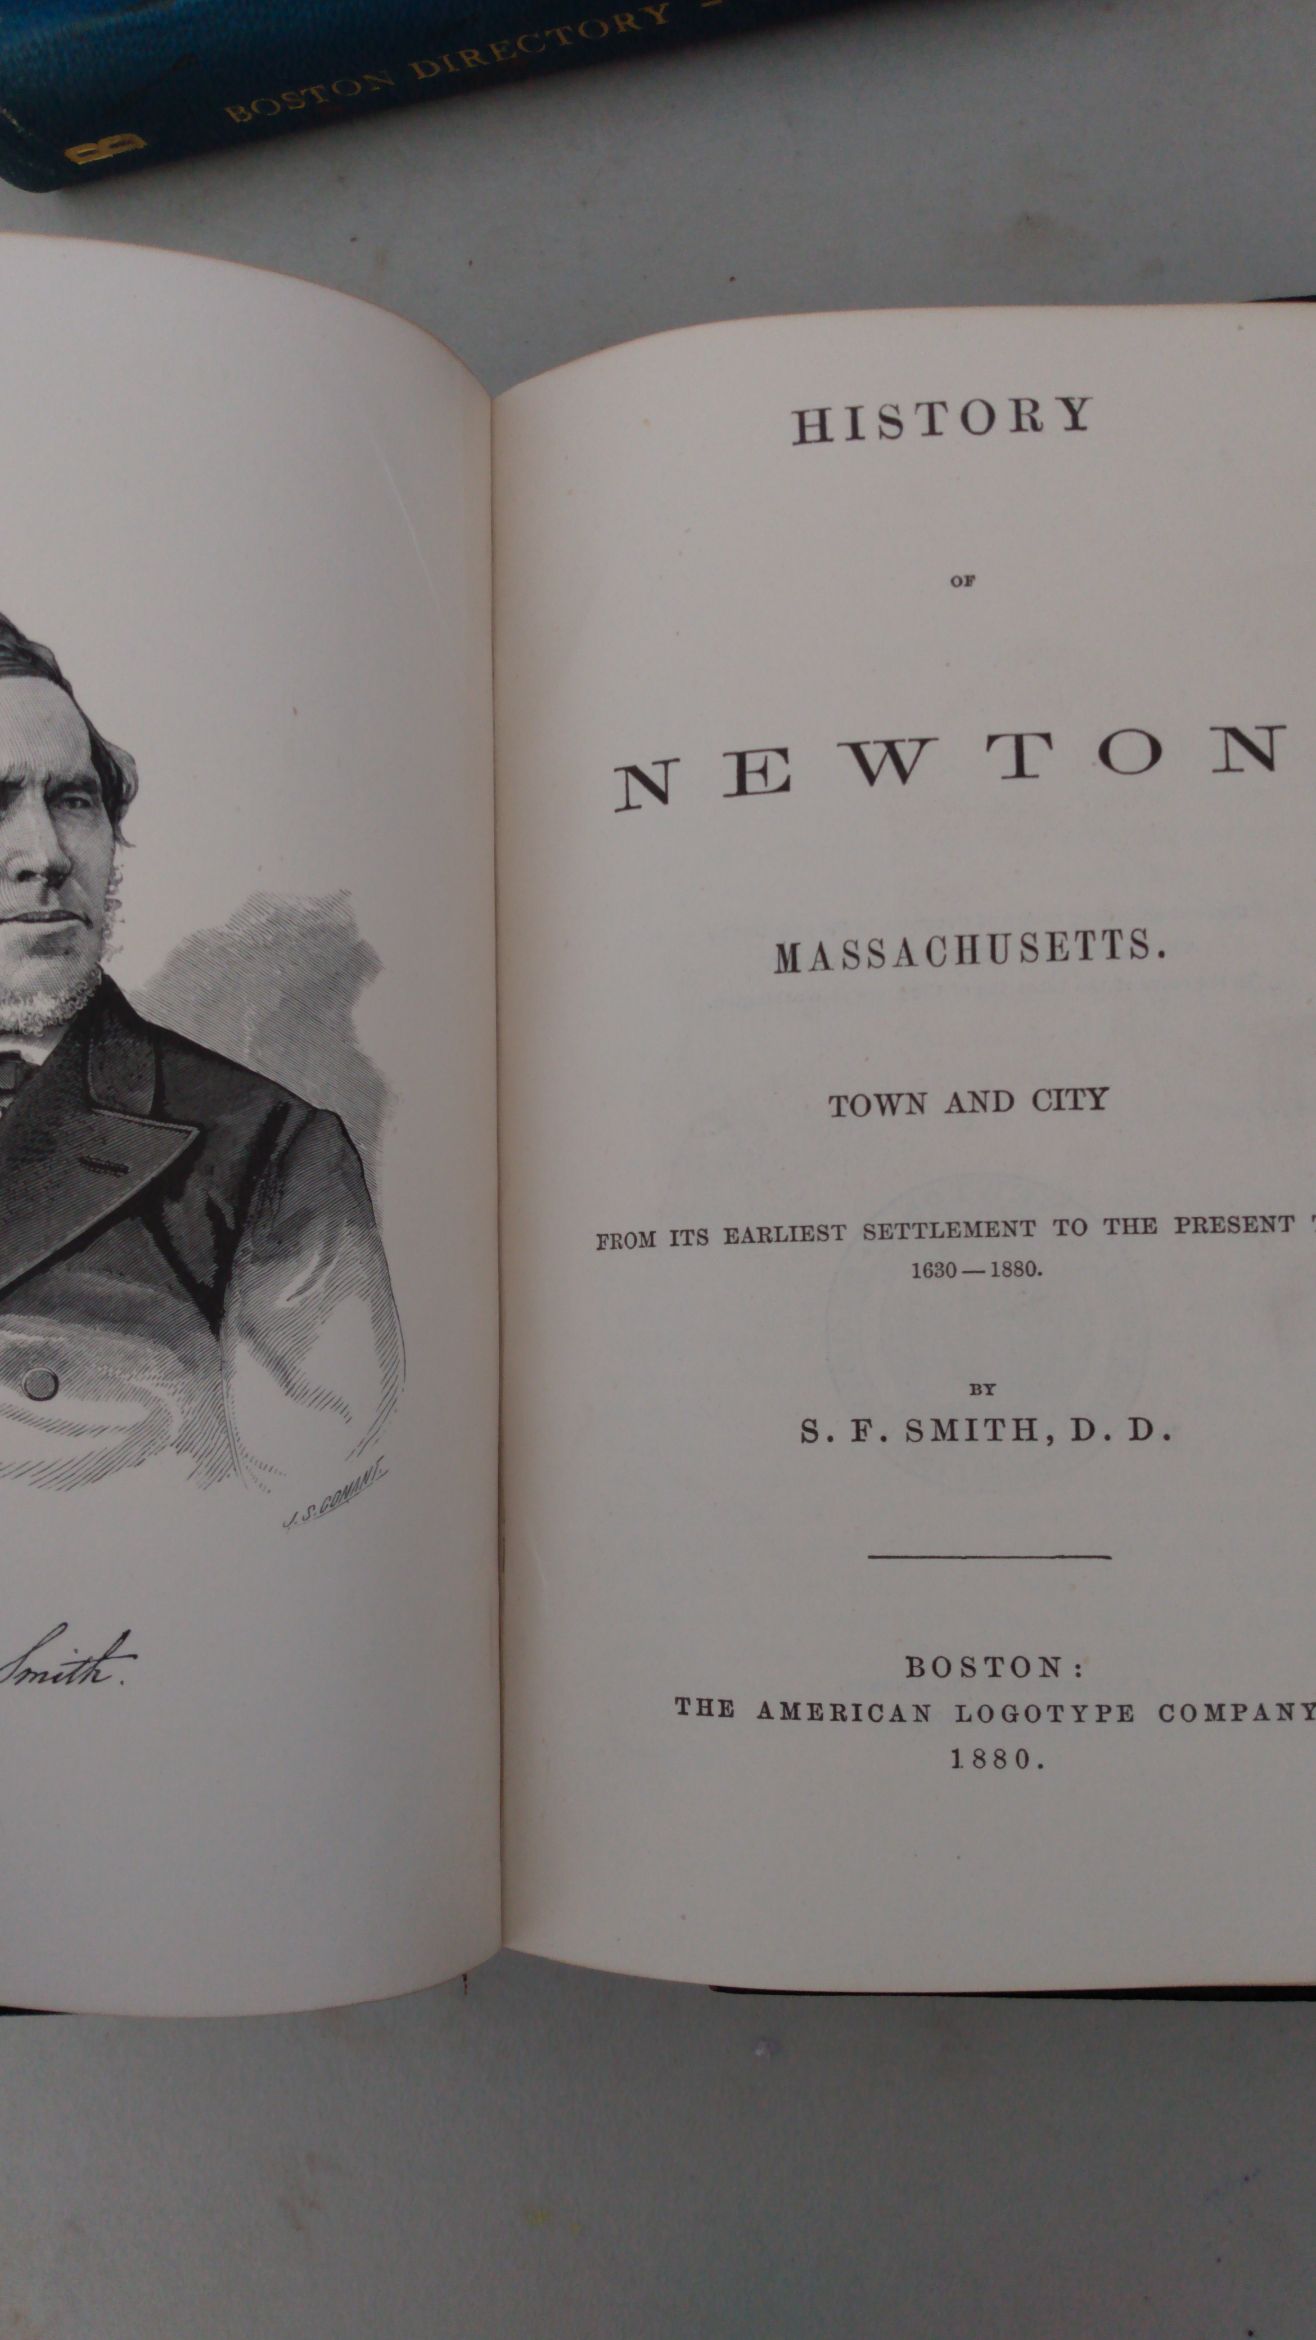 BOSTON DIRECTORY -
B
J.S. CONANT.
Smith.
HISTORY
OF
NEWTON
MASSACHUSETTS.
TOWN AND CITY
FROM ITS EARLIEST SETTLEMENT TO THE PRESENT
1630—1880.
BY
S. F. SMITH, D. D.
BOSTON:
THE AMERICAN LOGOTYPE COMPANY
1880.